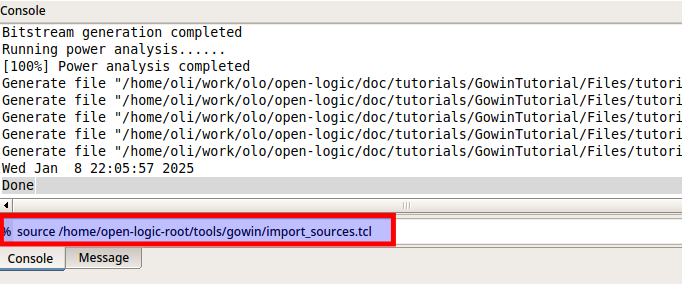 Console
Bitstream generation completed
Running power analysis......
[100%] Power analysis completed
Generate file "/home/oli/work/olo/open-logic/doc/tutorials/GowinTutorial/Files/tutori
Generate file "/home/oli/work/olo/open-logic/doc/tutorials/GowinTutorial/Files/tutori
Generate file "/home/oli/work/olo/open-logic/doc/tutorials/GowinTutorial/Files/tutori
Generate file "/home/oli/work/olo/open-logic/doc/tutorials/GowinTutorial/Files/tutori
Generate file "/home/oli/work/olo/open-logic/doc/tutorials/GowinTutorial/Files/tutori
Wed Jan  8 22:05:57 2025
Done
% source /home/open-logic-root/tools/gowin/import_sources.tcl
Console Message